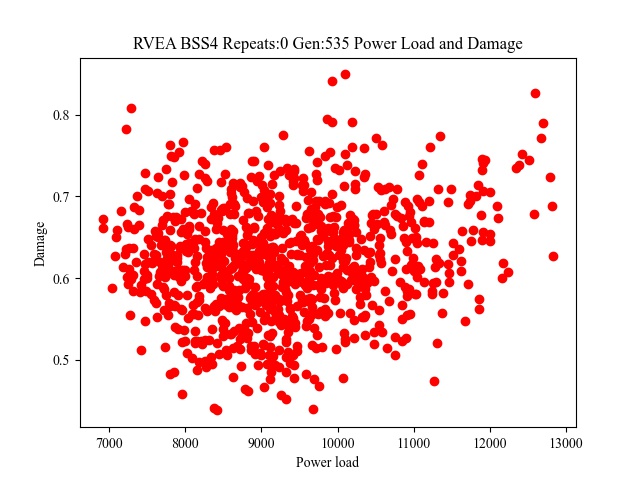 RVEA BSS4 Repeats:0 Gen:535 Power Load and Damage
0.8
0.7
0.6
0.5
Damage
7000 8000 9000 10000 11000 12000 13000
Power load